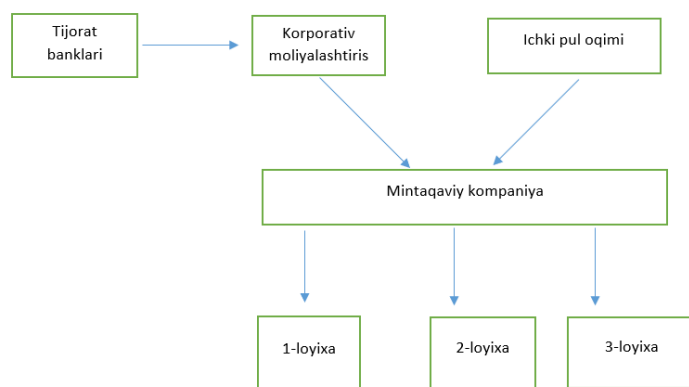 Tijorat
banklari
Korporativ
moliyalashtiris
Ichki pul oqimi
Mintaqaviy kompaniya
1-loyixa
2-loyixa
3-loyixa